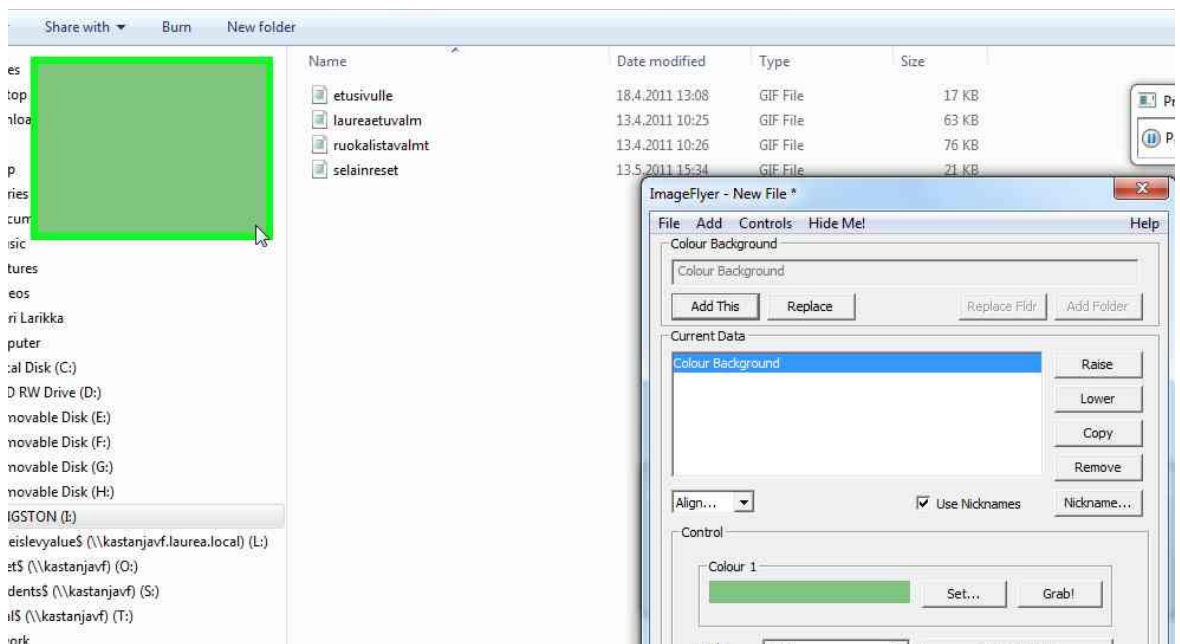 Share with Burn New folder
Name Date modified Type Size
etusivulle 18.4.2011 13:08 GIF File 17 KB
laureaetuvalm 13.4.2011 10:25 GIF File 63 KB
ruokalistavalmt 13.4.2011 10:26 GIF File 76 KB
selainreset 13.5.2011 15:34 GIF File 21 KB
es
top
nloa
p
ries
cum
sic
tures
eos
ri Larikka
puter
cal Disk (C:)
D RW Drive (D:)
movable Disk (E:)
movable Disk (F:)
movable Disk (G:)
movable Disk (H:)
NGSTON (I:)
eislevyalue$ (\\kastanjavf.laurea.local) (L:)
et$ (\\kastanjavf) (O:)
dents$ (\\kastanjavf) (S:)
al$ (\\kastanjavf) (T:)
ork
Pr
P
ImageFlyer - New File *
File Add Controls Hide Me! Help
Colour Background
Colour Background
Add This Replace Replace Fldr Add Folder
Current Data
Colour Background
Raise
Lower
Copy
Remove
Align... Use Nicknames Nickname...
Control
Colour 1
Set... Grab!